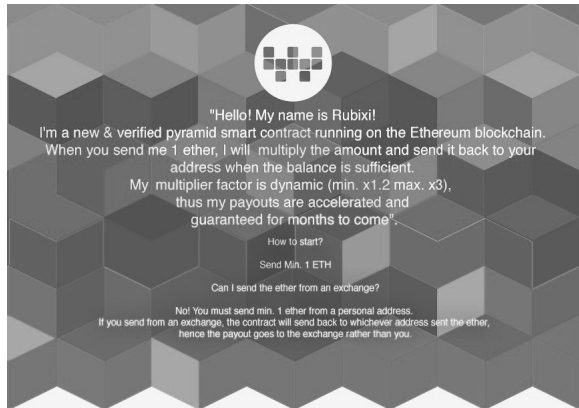 "Hello! My name is Rubixi!
I'm a new & verified pyramid smart contract running on the Ethereum blockchain.
When you send me 1 ether, I will multiply the amount and send it back to your
address when the balance is sufficient.
My multiplier factor is dynamic (min. x1.2 max. x3),
thus my payouts are accelerated and
guaranteed for months to come".
How to start?
Send Min. 1 ETH
Can I send the ether from an exchange?
No! You must send min. 1 ether from a personal address.
If you send from an exchange, the contract will send back to whichever address sent the ether,
hence the payout goes to the exchange rather than you.